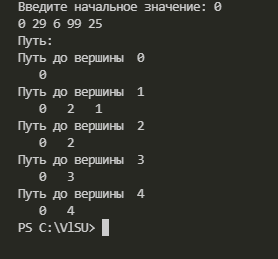 Введите начальное значение: 0
0 29 6 99 25
Путь:
Путь до вершины  0
   0
Путь до вершины  1
   0   2   1
Путь до вершины  2
   0   2
Путь до вершины  3
   0   3
Путь до вершины  4
   0   4
PS C:\VlSU>